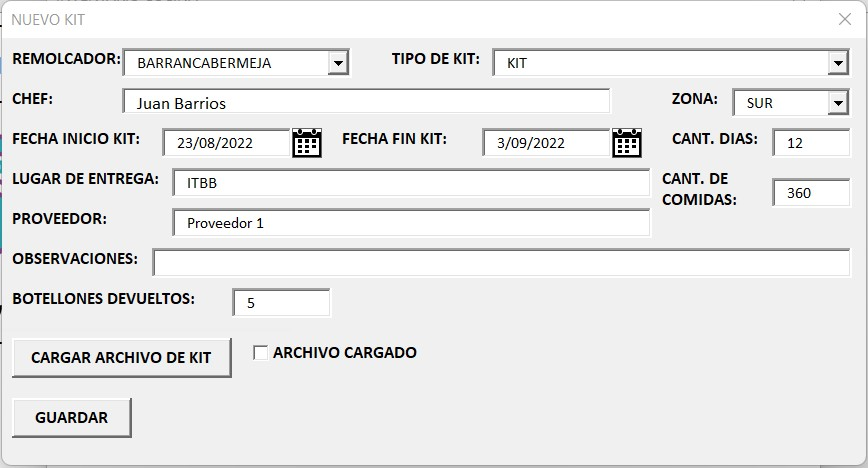 NUEVO KIT
REMOLCADOR: BARRANCABERMEJA TIPO DE KIT: KIT
CHEF: Juan Barrios ZONA: SUR
FECHA INICIO KIT: 23/08/2022 FECHA FIN KIT: 3/09/2022 CANT. DIAS: 12
LUGAR DE ENTREGA: ITBB CANT. DE
COMIDAS: 360
PROVEEDOR: Proveedor 1
OBSERVACIONES:
BOTELLONES DEVUELTOS: 5
CARGAR ARCHIVO DE KIT ARCHIVO CARGADO
GUARDAR